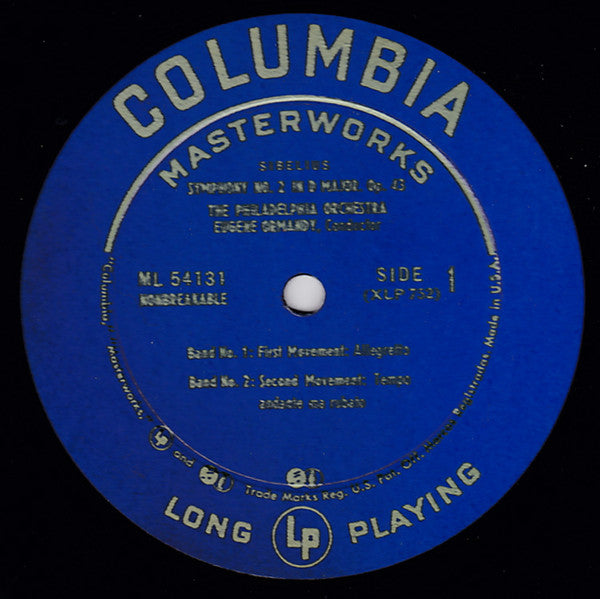 COLUMBIA
MASTERWORKS
SIBELIUS
SYMPHONY NO. 2 IN D MAJOR, Op. 43
THE PHILADELPHIA ORCHESTRA
EUGENE ORMANDY, Conductor
ML 54131
NONBREAKABLE
SIDE 1
(XLP 752)
Band No. 1: First Movement: Allegretto
Band No. 2: Second Movement: Tempo
andante ma rubato
"Columbia," "Masterworks," LP and Trade Marks Reg. U.S. Pat. Off. Marcas Registradas. Made in U.S.A.
LONG LP PLAYING